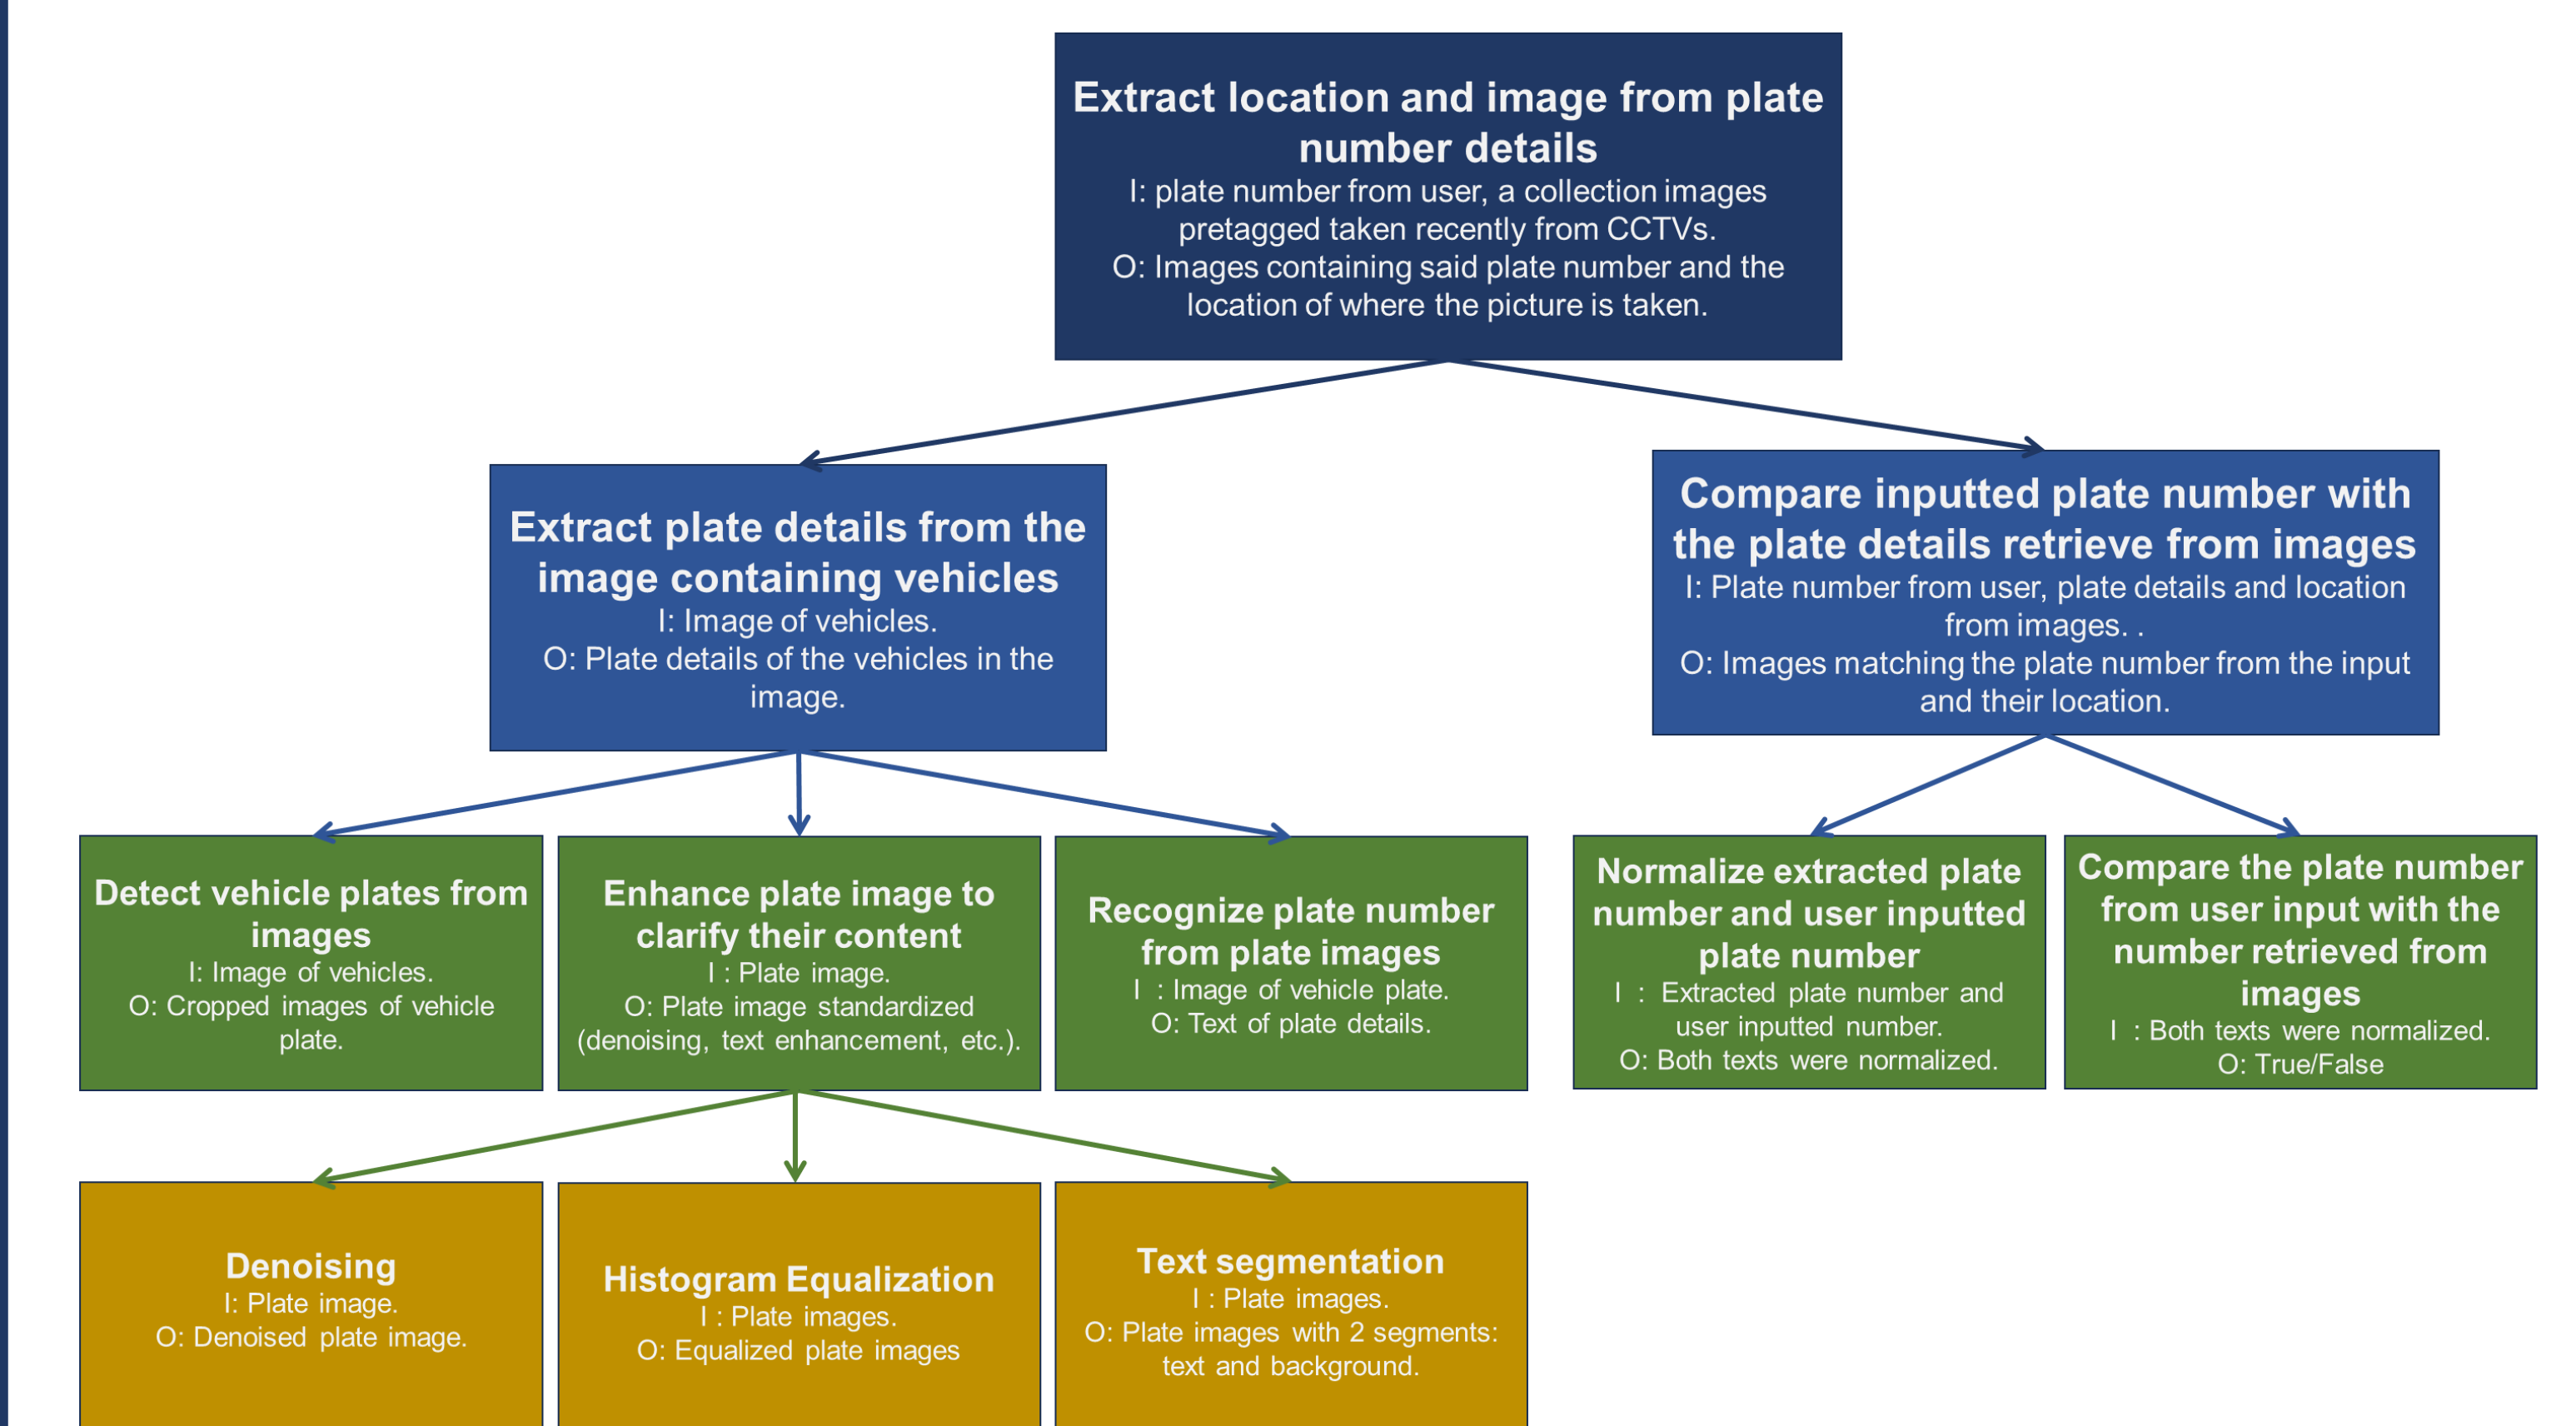 Extract location and image from plate
number details
I: plate number from user, a collection images
pretagged taken recently from CCTVs.
O: Images containing said plate number and the
location of where the picture is taken.
Extract plate details from the
image containing vehicles
I: Image of vehicles.
O: Plate details of the vehicles in the
image.
Compare inputted plate number with
the plate details retrieve from images
I: Plate number from user, plate details and location
from images. .
O: Images matching the plate number from the input
and their location.
Detect vehicle plates from
images
I: Image of vehicles.
O: Cropped images of vehicle
plate.
Enhance plate image to
clarify their content
I : Plate image.
O: Plate image standardized
(denoising, text enhancement, etc.).
Recognize plate number
from plate images
I : Image of vehicle plate.
O: Text of plate details.
Normalize extracted plate
number and user inputted
plate number
I : Extracted plate number and
user inputted number.
O: Both texts were normalized.
Compare the plate number
from user input with the
number retrieved from
images
I : Both texts were normalized.
O: True/False
Denoising
I: Plate image.
O: Denoised plate image.
Histogram Equalization
I : Plate images.
O: Equalized plate images
Text segmentation
I : Plate images.
O: Plate images with 2 segments:
text and background.